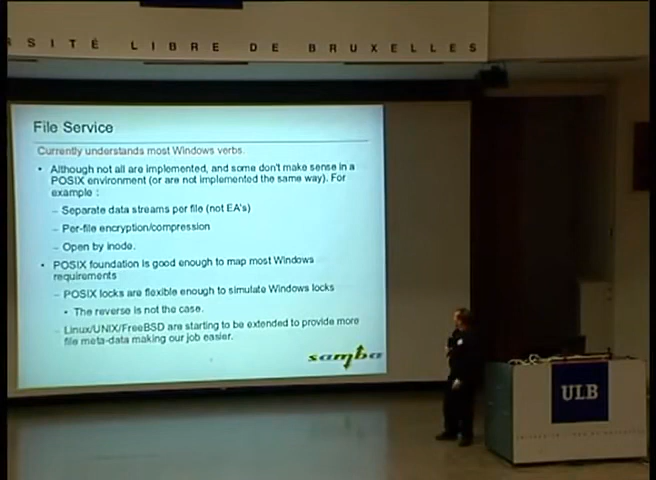 SITÉ LIBRE DE BRUXELLES
File Service
Currently understands most Windows verbs.
• Although not all are implemented, and some don't make sense in a
POSIX environment (or are not implemented the same way). For
example :
– Separate data streams per file (not EA's)
– Per-file encryption/compression
– Open by inode.
• POSIX foundation is good enough to map most Windows
requirements
– POSIX locks are flexible enough to simulate Windows locks
• The reverse is not the case.
– Linux/UNIX/FreeBSD are starting to be extended to provide more
file meta-data making our job easier.
samba
ULB